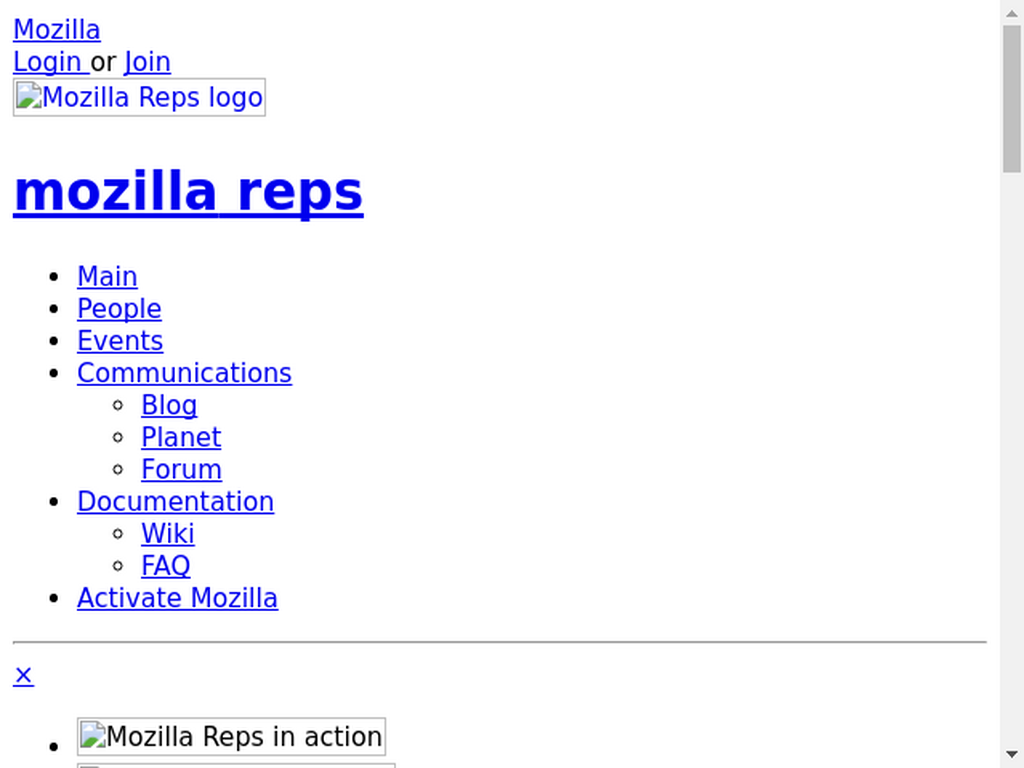 Mozilla
Login or Join
Mozilla Reps logo
mozilla reps
Main
People
Events
Communications
Blog
Planet
Forum
Documentation
Wiki
FAQ
Activate Mozilla
×
Mozilla Reps in action